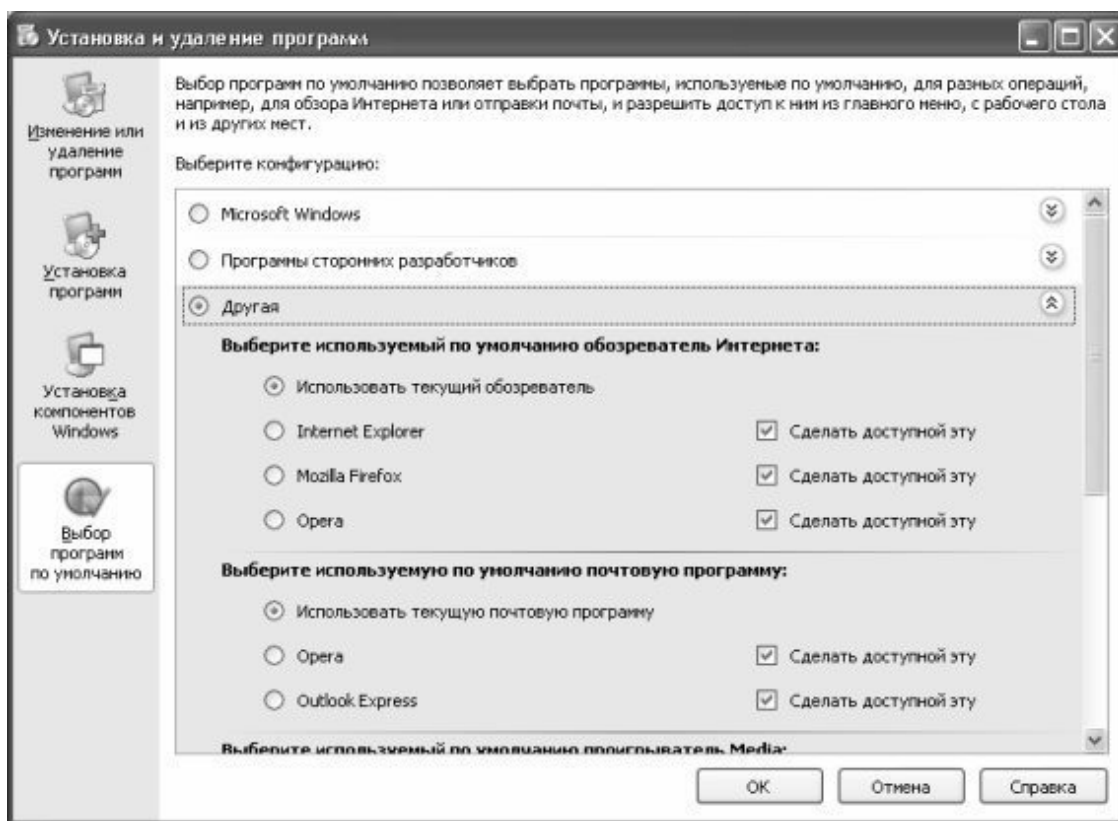 Установка и удаление программ
Изменение или
удаление
программ
Установка
программ
Установка
компонентов
Windows
Выбор
программ
по умолчанию
Выбор программ по умолчанию позволяет выбрать программы, используемые по умолчанию, для разных операций,
например, для обзора Интернета или отправки почты, и разрешить доступ к ним из главного меню, с рабочего стола
и из других мест.
Выберите конфигурацию:
Microsoft Windows
Программы сторонних разработчиков
Другая
Выберите используемый по умолчанию обозреватель Интернета:
Использовать текущий обозреватель
Internet Explorer Сделать доступной эту
Mozilla Firefox Сделать доступной эту
Opera Сделать доступной эту
Выберите используемую по умолчанию почтовую программу:
Использовать текущую почтовую программу
Opera Сделать доступной эту
Outlook Express Сделать доступной эту
Выберите используемый по умолчанию проигрыватель Media:
OK Отмена Справка